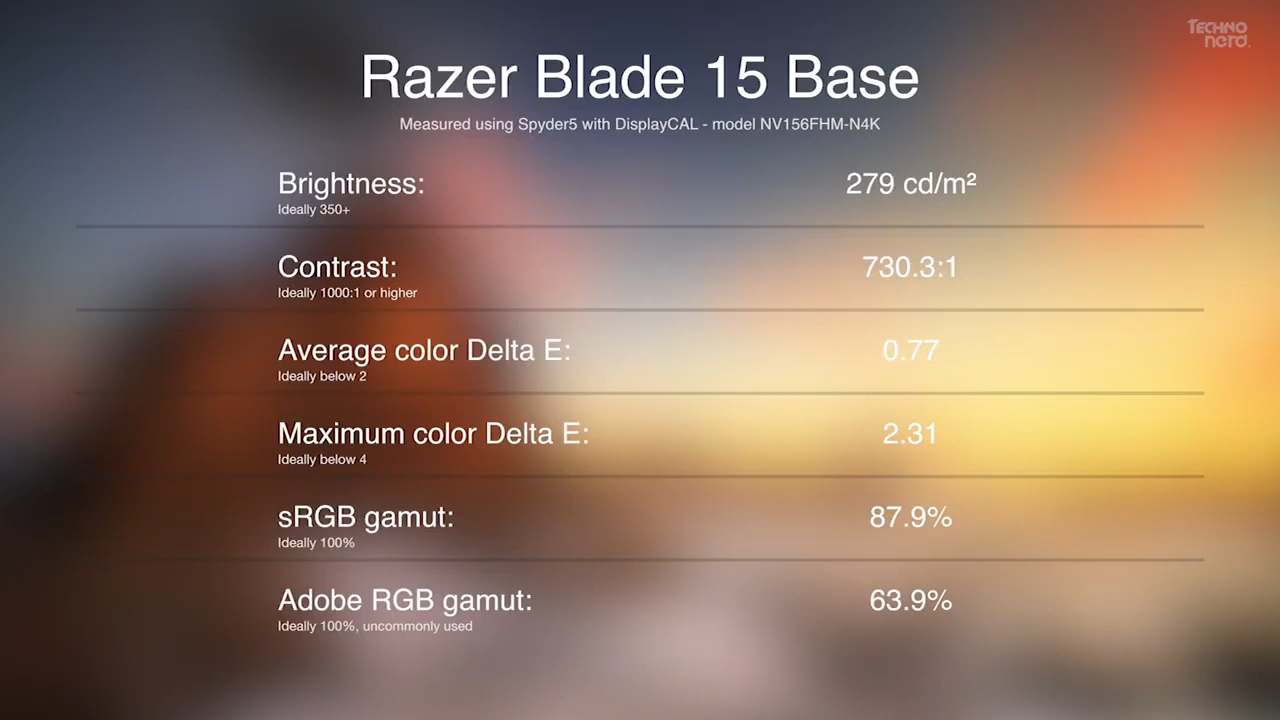 TECHNO
nerd.
Razer Blade 15 Base
Measured using Spyder5 with DisplayCAL - model NV156FHM-N4K
Brightness: 279 cd/m²
Ideally 350+
Contrast: 730.3:1
Ideally 1000:1 or higher
Average color Delta E: 0.77
Ideally below 2
Maximum color Delta E: 2.31
Ideally below 4
sRGB gamut: 87.9%
Ideally 100%
Adobe RGB gamut: 63.9%
Ideally 100%, uncommonly used